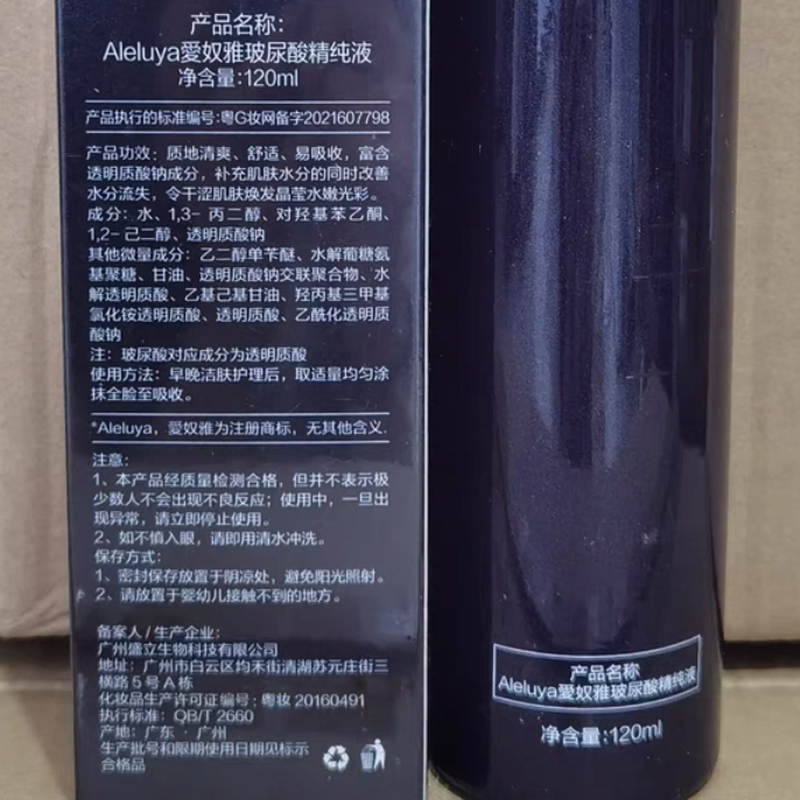 产品名称：
Aleluya愛奴雅玻尿酸精纯液
净含量：120ml
产品执行的标准编号：粤G妆网备字2021607798
产品功效：质地清爽、舒适、易吸收，富含
透明质酸钠成分，补充肌肤水分的同时改善
水分流失，令干涩肌肤焕发晶莹水嫩光彩。
成分：水、1,3-丙二醇、对羟基苯乙酮、
1,2-己二醇、透明质酸钠
其他微量成分：乙二醇单苄醚、水解葡糖氨
基聚糖、甘油、透明质酸钠交联聚合物、水
解透明质酸、乙基己基甘油、羟丙基三甲基
氯化铵透明质酸、透明质酸、乙酰化透明质
酸钠
注：玻尿酸对应成分为透明质酸
使用方法：早晚洁肤护理后，取适量均匀涂
抹全脸至吸收。
*Aleluya，愛奴雅为注册商标，无其他含义.
注意：
1、本产品经质量检测合格，但并不表示极
少数人不会出现不良反应；使用中，一旦出
现异常，请立即停止使用。
2、如不慎入眼，请即用清水冲洗。
保存方式：
1、密封保存放置于阴凉处，避免阳光照射。
2、请放置于婴幼儿接触不到的地方。
备案人/生产企业：
广州盛立生物科技有限公司
地址：广州市白云区均禾街清湖苏元庄街三
横路5号A栋
化妆品生产许可证编号：粤妆20160491
执行标准：QB/T 2660
产地：广东·广州
生产批号和限期使用日期见标示
合格品
产品名称
Aleluya愛奴雅玻尿酸精纯液
净含量：120ml